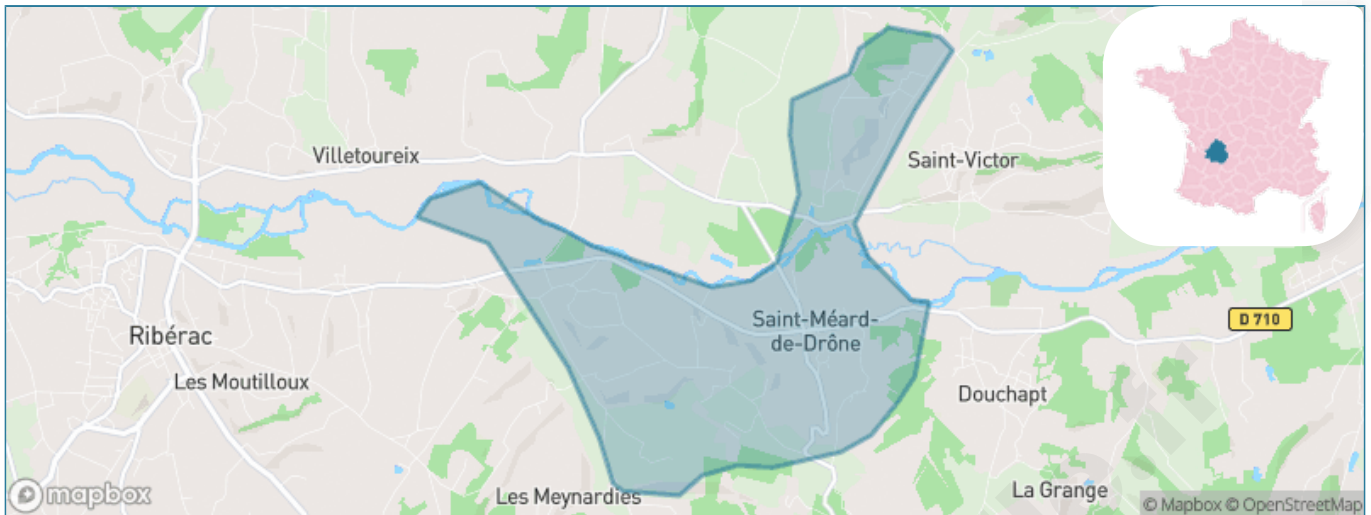 Villetoureix
Saint-Victor
Saint-Méard-
de-Drône
D 710
Ribérac
Les Moutilloux
Douchapt
Les Meynardies
La Grange
mapbox
© Mapbox © OpenStreetMap